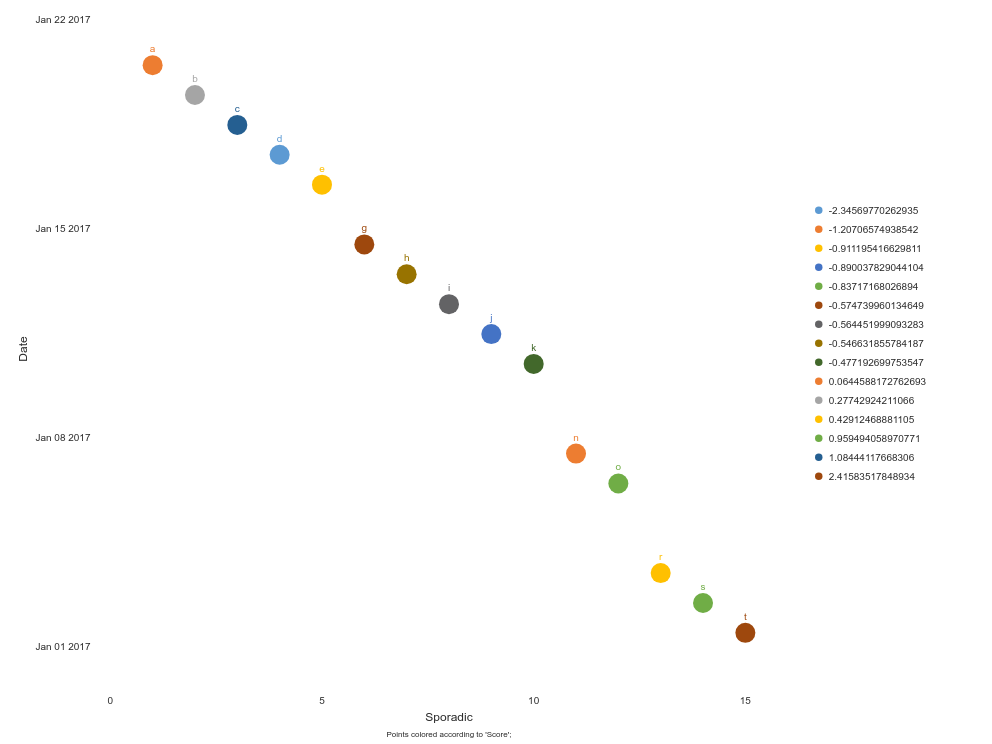 Jan 22 2017
a
b
c
d
e
Jan 15 2017
g
h
i
j
k
Date
Jan 08 2017
n
o
r
s
t
Jan 01 2017
0 5 10 15
Sporadic
Points colored according to 'Score';
-2.34569770262935
-1.20706574938542
-0.911195416629811
-0.890037829044104
-0.83717168026894
-0.574739960134649
-0.564451999093283
-0.546631855784187
-0.477192699753547
0.0644588172762693
0.27742924211066
0.42912468881105
0.959494058970771
1.08444117668306
2.41583517848934